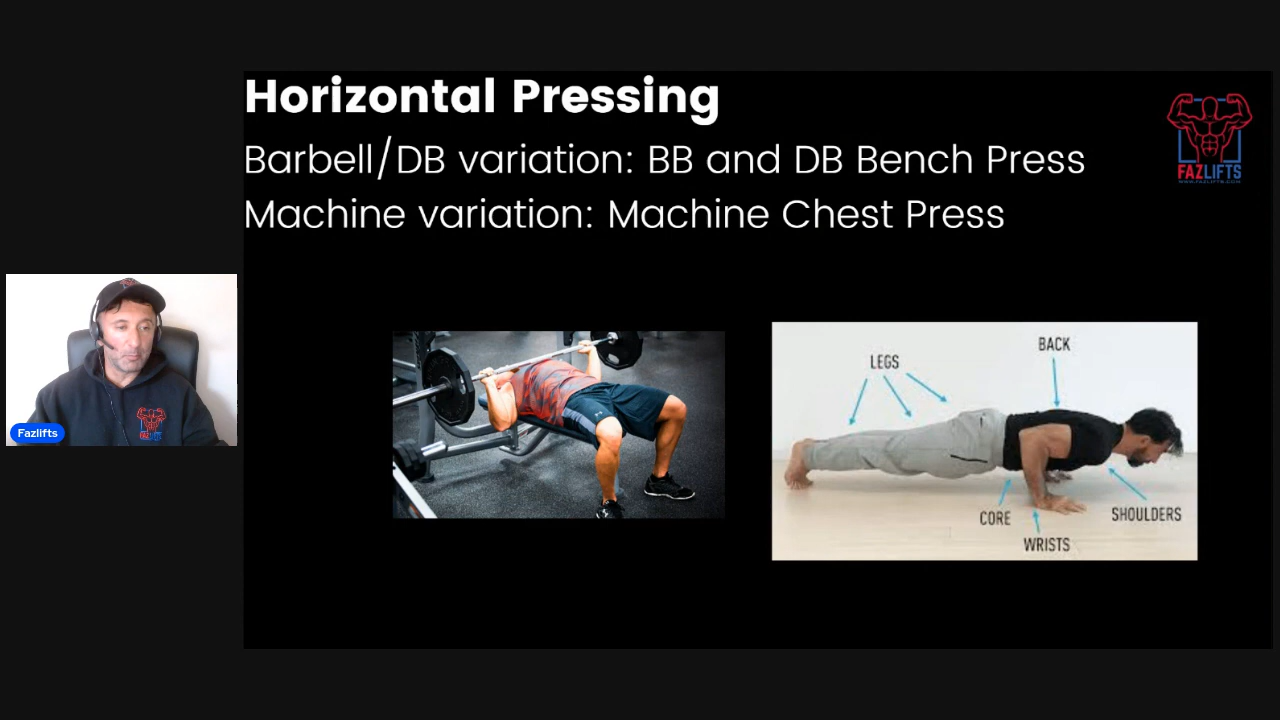 Horizontal Pressing
Barbell/DB variation: BB and DB Bench Press
Machine variation: Machine Chest Press
FAZLIFTS
Fazlifts
LEGS
BACK
CORE
WRISTS
SHOULDERS